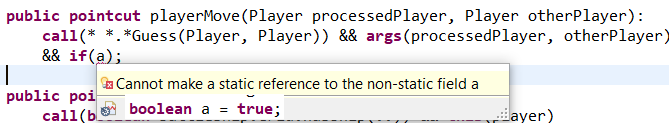 public pointcut playerMove(Player processedPlayer, Player otherPlayer):
call(* *.*Guess(Player, Player)) && args(processedPlayer, otherPlayer)
&& if(a);
Cannot make a static reference to the non-static field a
public poi
boolean a = true;
call(b
player)